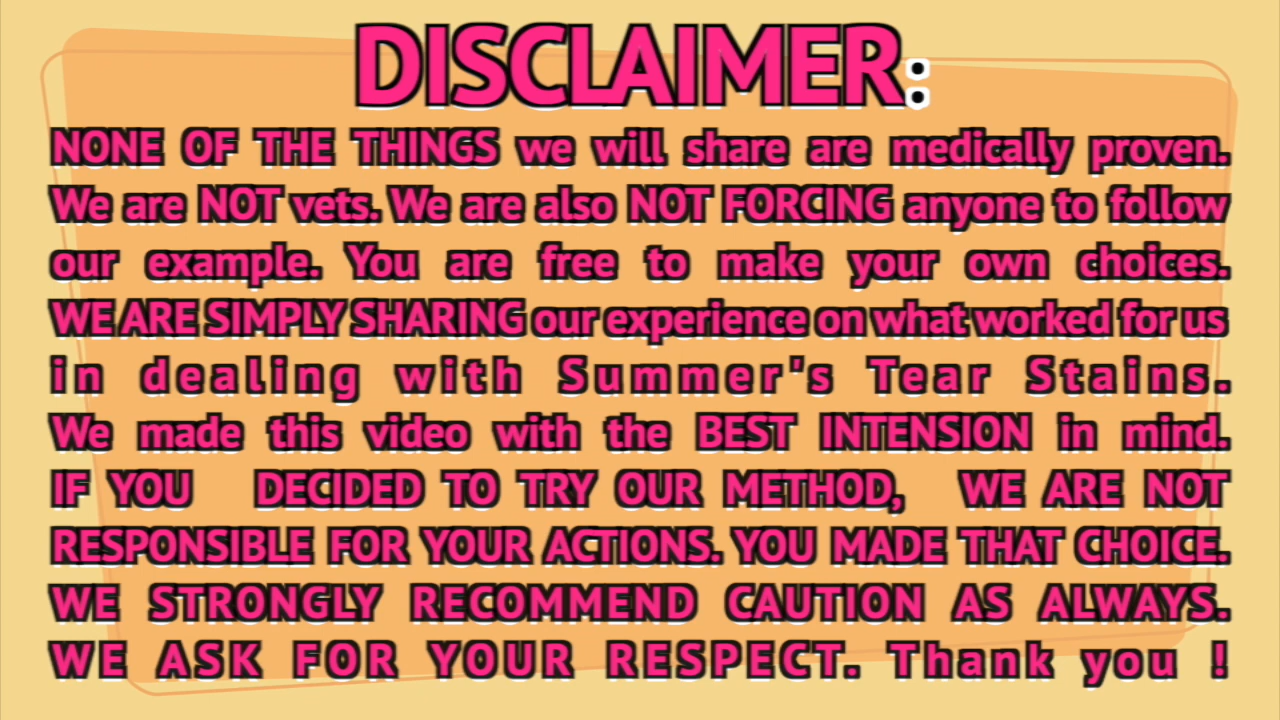 DISCLAIMER:
NONE OF THE THINGS we will share are medically proven.
We are NOT vets. We are also NOT FORCING anyone to follow
our example. You are free to make your own choices.
WE ARE SIMPLY SHARING our experience on what worked for us
in dealing with Summer's Tear Stains.
We made this video with the BEST INTENSION in mind.
IF YOU DECIDED TO TRY OUR METHOD, WE ARE NOT
RESPONSIBLE FOR YOUR ACTIONS. YOU MADE THAT CHOICE.
WE STRONGLY RECOMMEND CAUTION AS ALWAYS.
WE ASK FOR YOUR RESPECT. Thank you !